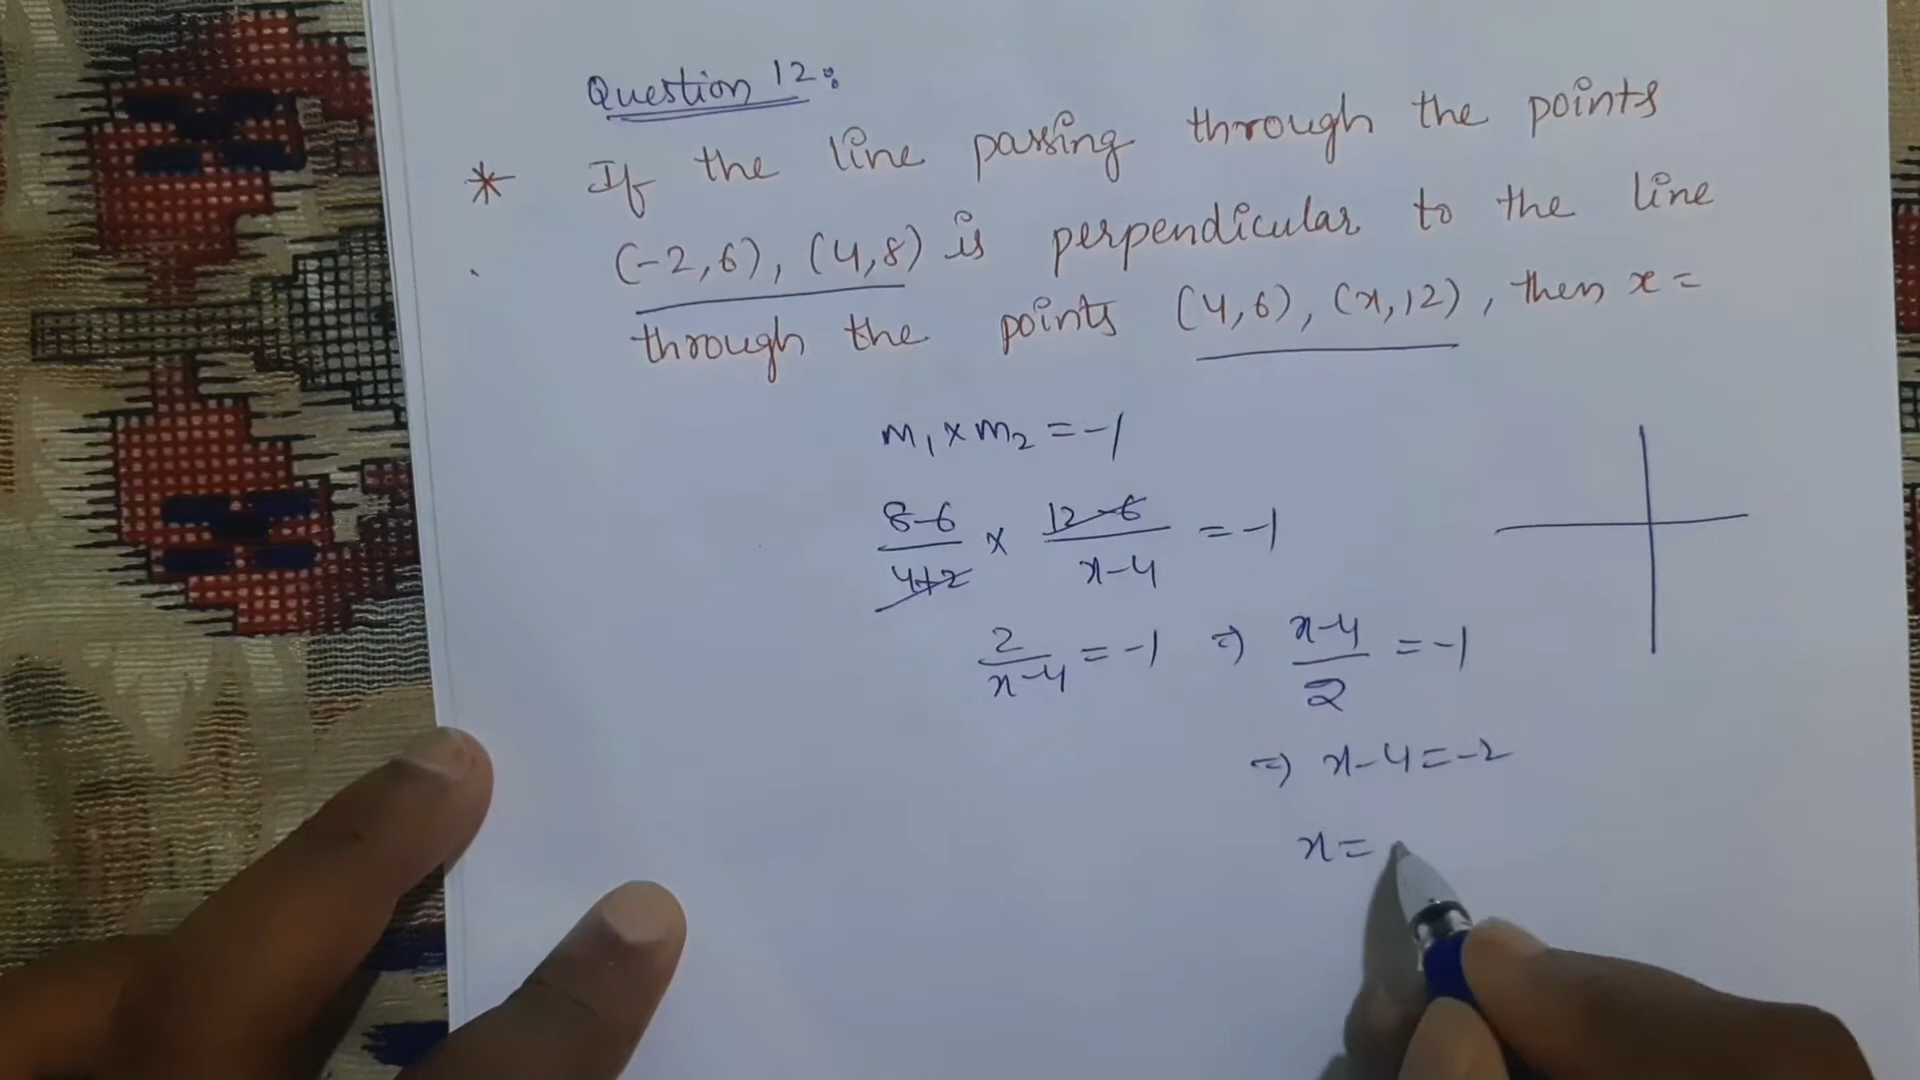 Question 12:
* If the line passing through the points
(-2,6), (4,8) is perpendicular to the line
through the points (4,6), (x,12), then x=
m₁ × m₂ = -1
8-6/4+2 × 12-6/x-4 = -1
2/x-4 = -1 ⇒ x-4/2 = -1
⇒ x-4=-2
x=